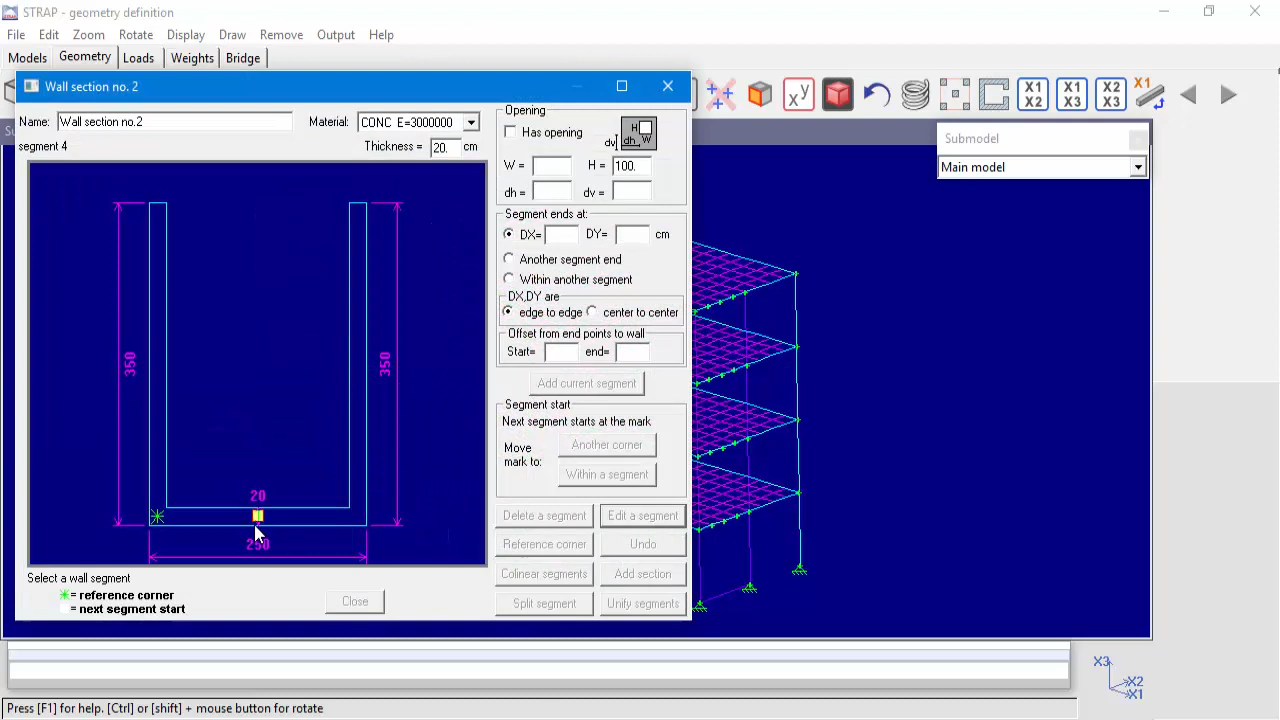 STRAP - geometry definition
File Edit Zoom Rotate Display Draw Remove Output Help
Models Geometry Loads Weights Bridge
Wall section no. 2
Name: Wall section no.2 Material: CONC E=3000000
segment 4 Thickness = 20. cm
Opening
Has opening
H
dv
dh W
W = H = 100.
dh = dv =
Segment ends at:
DX= DY= cm
Another segment end
Within another segment
DX,DY are
edge to edge center to center
Offset from end points to wall
Start= end=
Add current segment
Segment start
Next segment starts at the mark
Move mark to:
Another corner
Within a segment
Delete a segment Edit a segment
Reference corner Undo
Colinear segments Add section
Split segment Unify segments
350
350
20
250
Select a wall segment
= reference corner
= next segment start
Close
X1 X2
X1 X3
X2 X3
X1
xy
Submodel
Main model
X3
X2
X1
Press [F1] for help. [Ctrl] or [shift] + mouse button for rotate